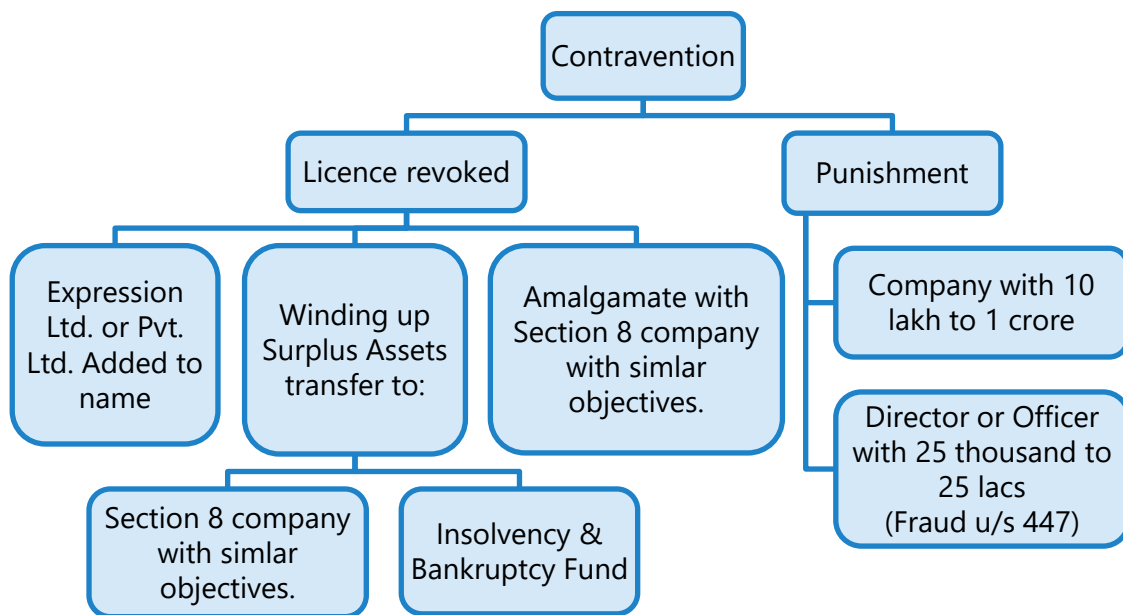 Contravention
Licence revoked
Punishment
Expression
Ltd. or Pvt.
Ltd. Added to
name
Winding up
Surplus Assets
transfer to:
Amalgamate with
Section 8 company
with simlar
objectives.
Company with 10
lakh to 1 crore
Director or Officer
with 25 thousand to
25 lacs
(Fraud u/s 447)
Section 8 company
with simlar
objectives.
Insolvency &
Bankruptcy Fund